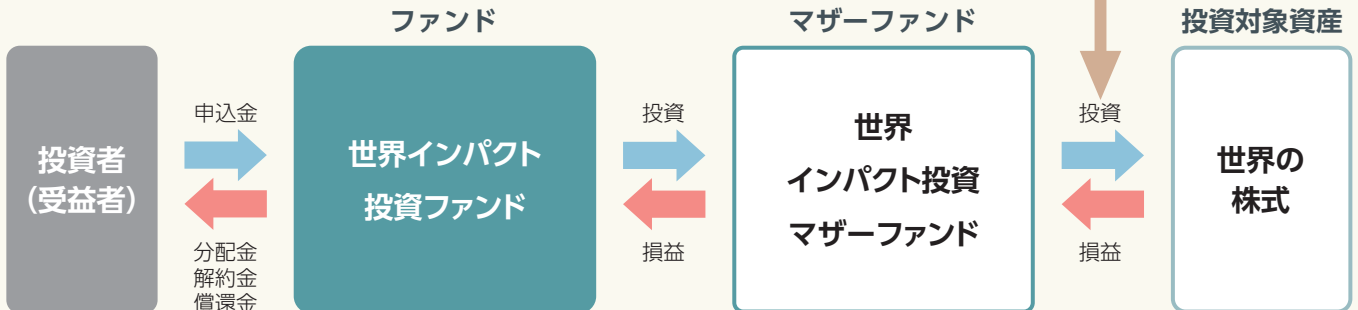 ファンド
マザーファンド
投資対象資産
投資者
(受益者)
申込金
分配金
解約金
償還金
世界インパクト
投資ファンド
投資
損益
世界
インパクト投資
マザーファンド
投資
損益
世界の
株式